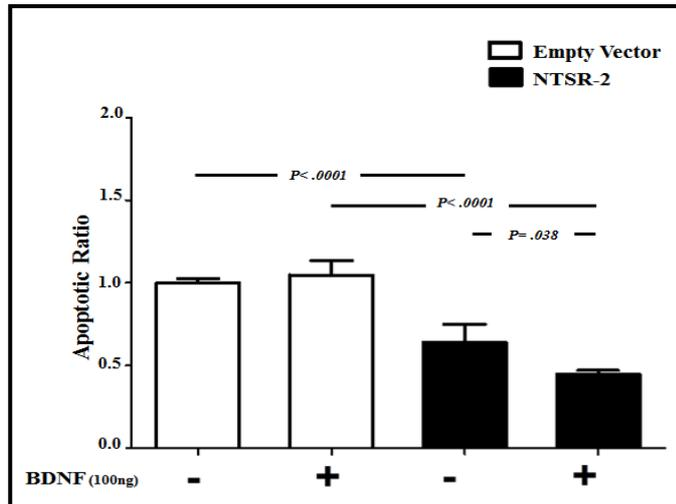 Empty Vector
NTSR-2
2.0
P< .0001
1.5
P< .0001
P= .038
Apoptotic Ratio
1.0
0.5
0.0
BDNF (100ng) - + - +